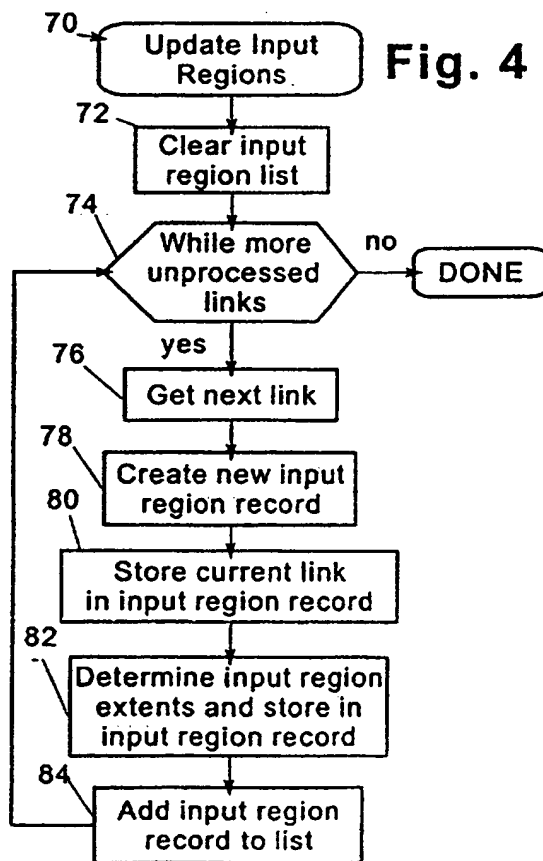 70
Update Input
Regions
Fig. 4
72
Clear input
region list
74
While more
unprocessed
links
no
DONE
yes
76
Get next link
78
Create new input
region record
80
Store current link
in input region record
82
Determine input region
extents and store in
input region record
84
Add input region
record to list